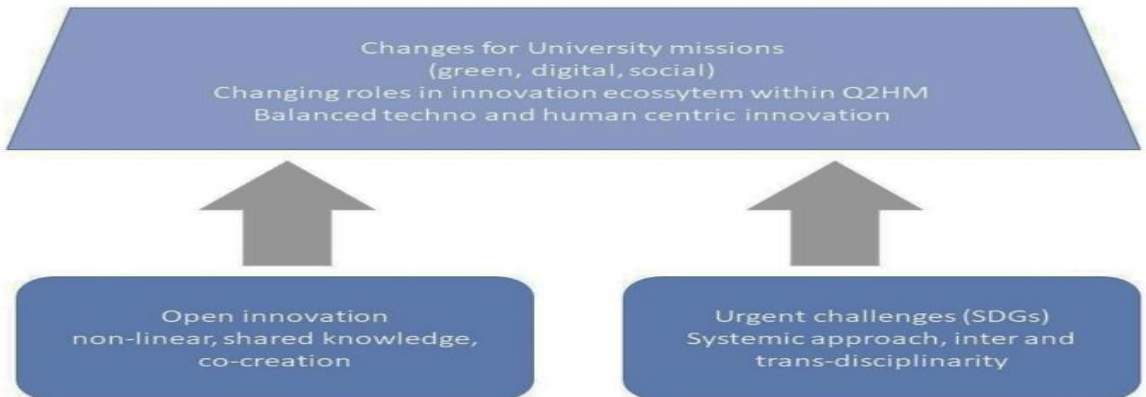 Changes for University missions
(green, digital, social)
Changing roles in innovation ecossytem within Q2HM
Balanced techno and human centric innovation
Open innovation
non-linear, shared knowledge,
co-creation
Urgent challenges (SDGs)
Systemic approach, inter and
trans-disciplinarity